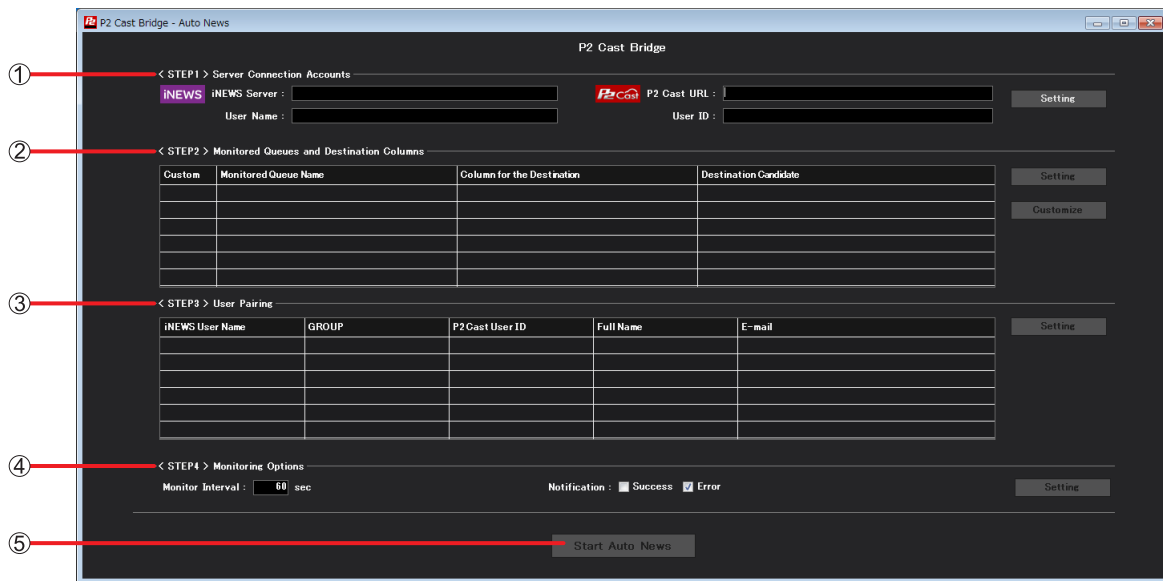 P2 P2 Cast Bridge - Auto News
P2 Cast Bridge
① < STEP1 > Server Connection Accounts
iNEWS iNEWS Server : P2 Cast P2 Cast URL : Setting
User Name : User ID :
② < STEP2 > Monitored Queues and Destination Columns
Custom Monitored Queue Name Column for the Destination Destination Candidate Setting
Customize
③ < STEP3 > User Pairing
iNEWS User Name GROUP P2 Cast User ID Full Name E-mail Setting
④ < STEP4 > Monitoring Options
Monitor Interval : 60 sec Notification : Success Error Setting
⑤ Start Auto News